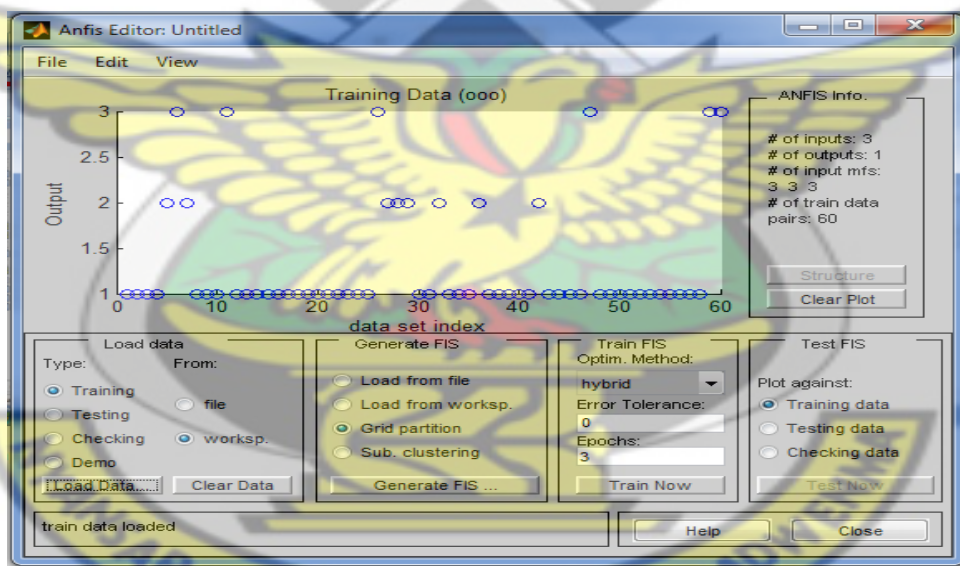 Anfis Editor: Untitled
File Edit View
Training Data (ooo)
Output
3
2.5
2
1.5
1
0 10 20 30 40 50 60
data set index
ANFIS Info.
# of inputs: 3
# of outputs: 1
# of input mfs:
3 3 3
# of train data
pairs: 60
Structure
Clear Plot
Load data
Type: From:
Training
Testing
Checking
Demo
file
worksp.
Load Data...
Clear Data
Generate FIS
Load from file
Load from worksp.
Grid partition
Sub. clustering
Generate FIS ...
Train FIS
Optim. Method:
hybrid
Error Tolerance:
0
Epochs:
3
Train Now
Test FIS
Plot against:
Training data
Testing data
Checking data
Test Now
train data loaded
Help
Close